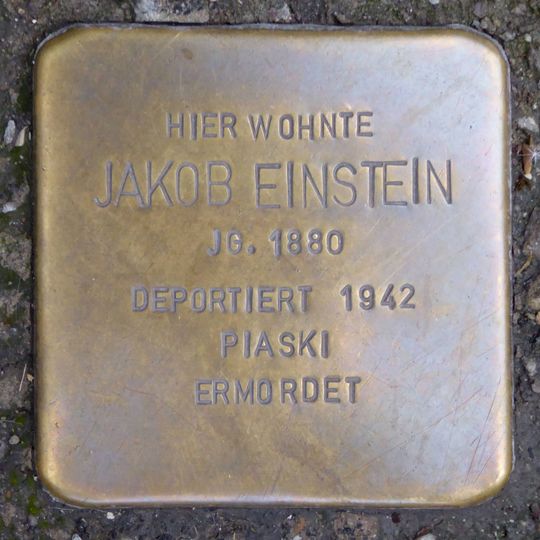 HIER WOHNTE
JAKOB EINSTEIN
JG. 1880
DEPORTIERT 1942
PIASKI
ERMORDET